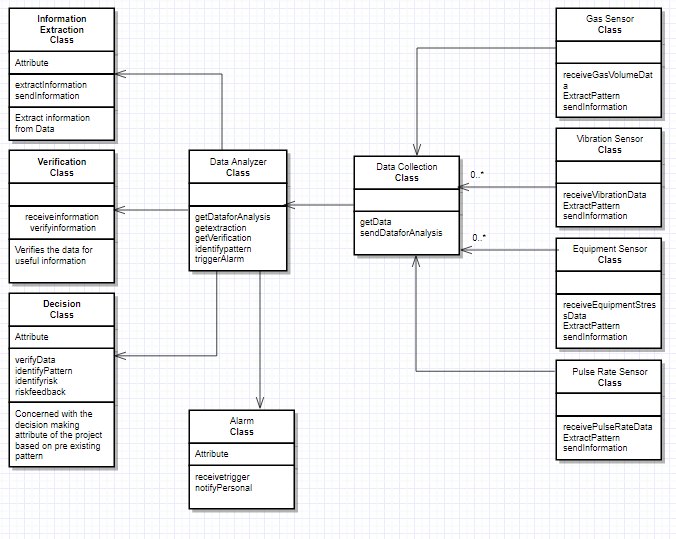 Information
Extraction
Class
Attribute
extractInformation
sendInformation
Extract information
from Data
Verification
Class
receiveinformation
verifyinformation
Verifies the data for
useful information
Decision
Class
Attribute
verifyData
identifyPattern
identifyrisk
riskfeedback
Concerned with the
decision making
attribute of the project
based on pre existing
pattern
Data Analyzer
Class
getDataforAnalysis
getextraction
getVerification
identifypattern
triggerAlarm
Alarm
Class
Attribute
receivetrigger
notifyPersonal
Data Collection
Class
getData
sendDataforAnalysis
0..*
0..*
Gas Sensor
Class
receiveGasVolumeDat
a
ExtractPattern
sendInformation
Vibration Sensor
Class
receiveVibrationData
ExtractPattern
sendInformation
Equipment Sensor
Class
receiveEquipmentStres
sData
ExtractPattern
sendInformation
Pulse Rate Sensor
Class
receivePulseRateData
ExtractPattern
sendInformation